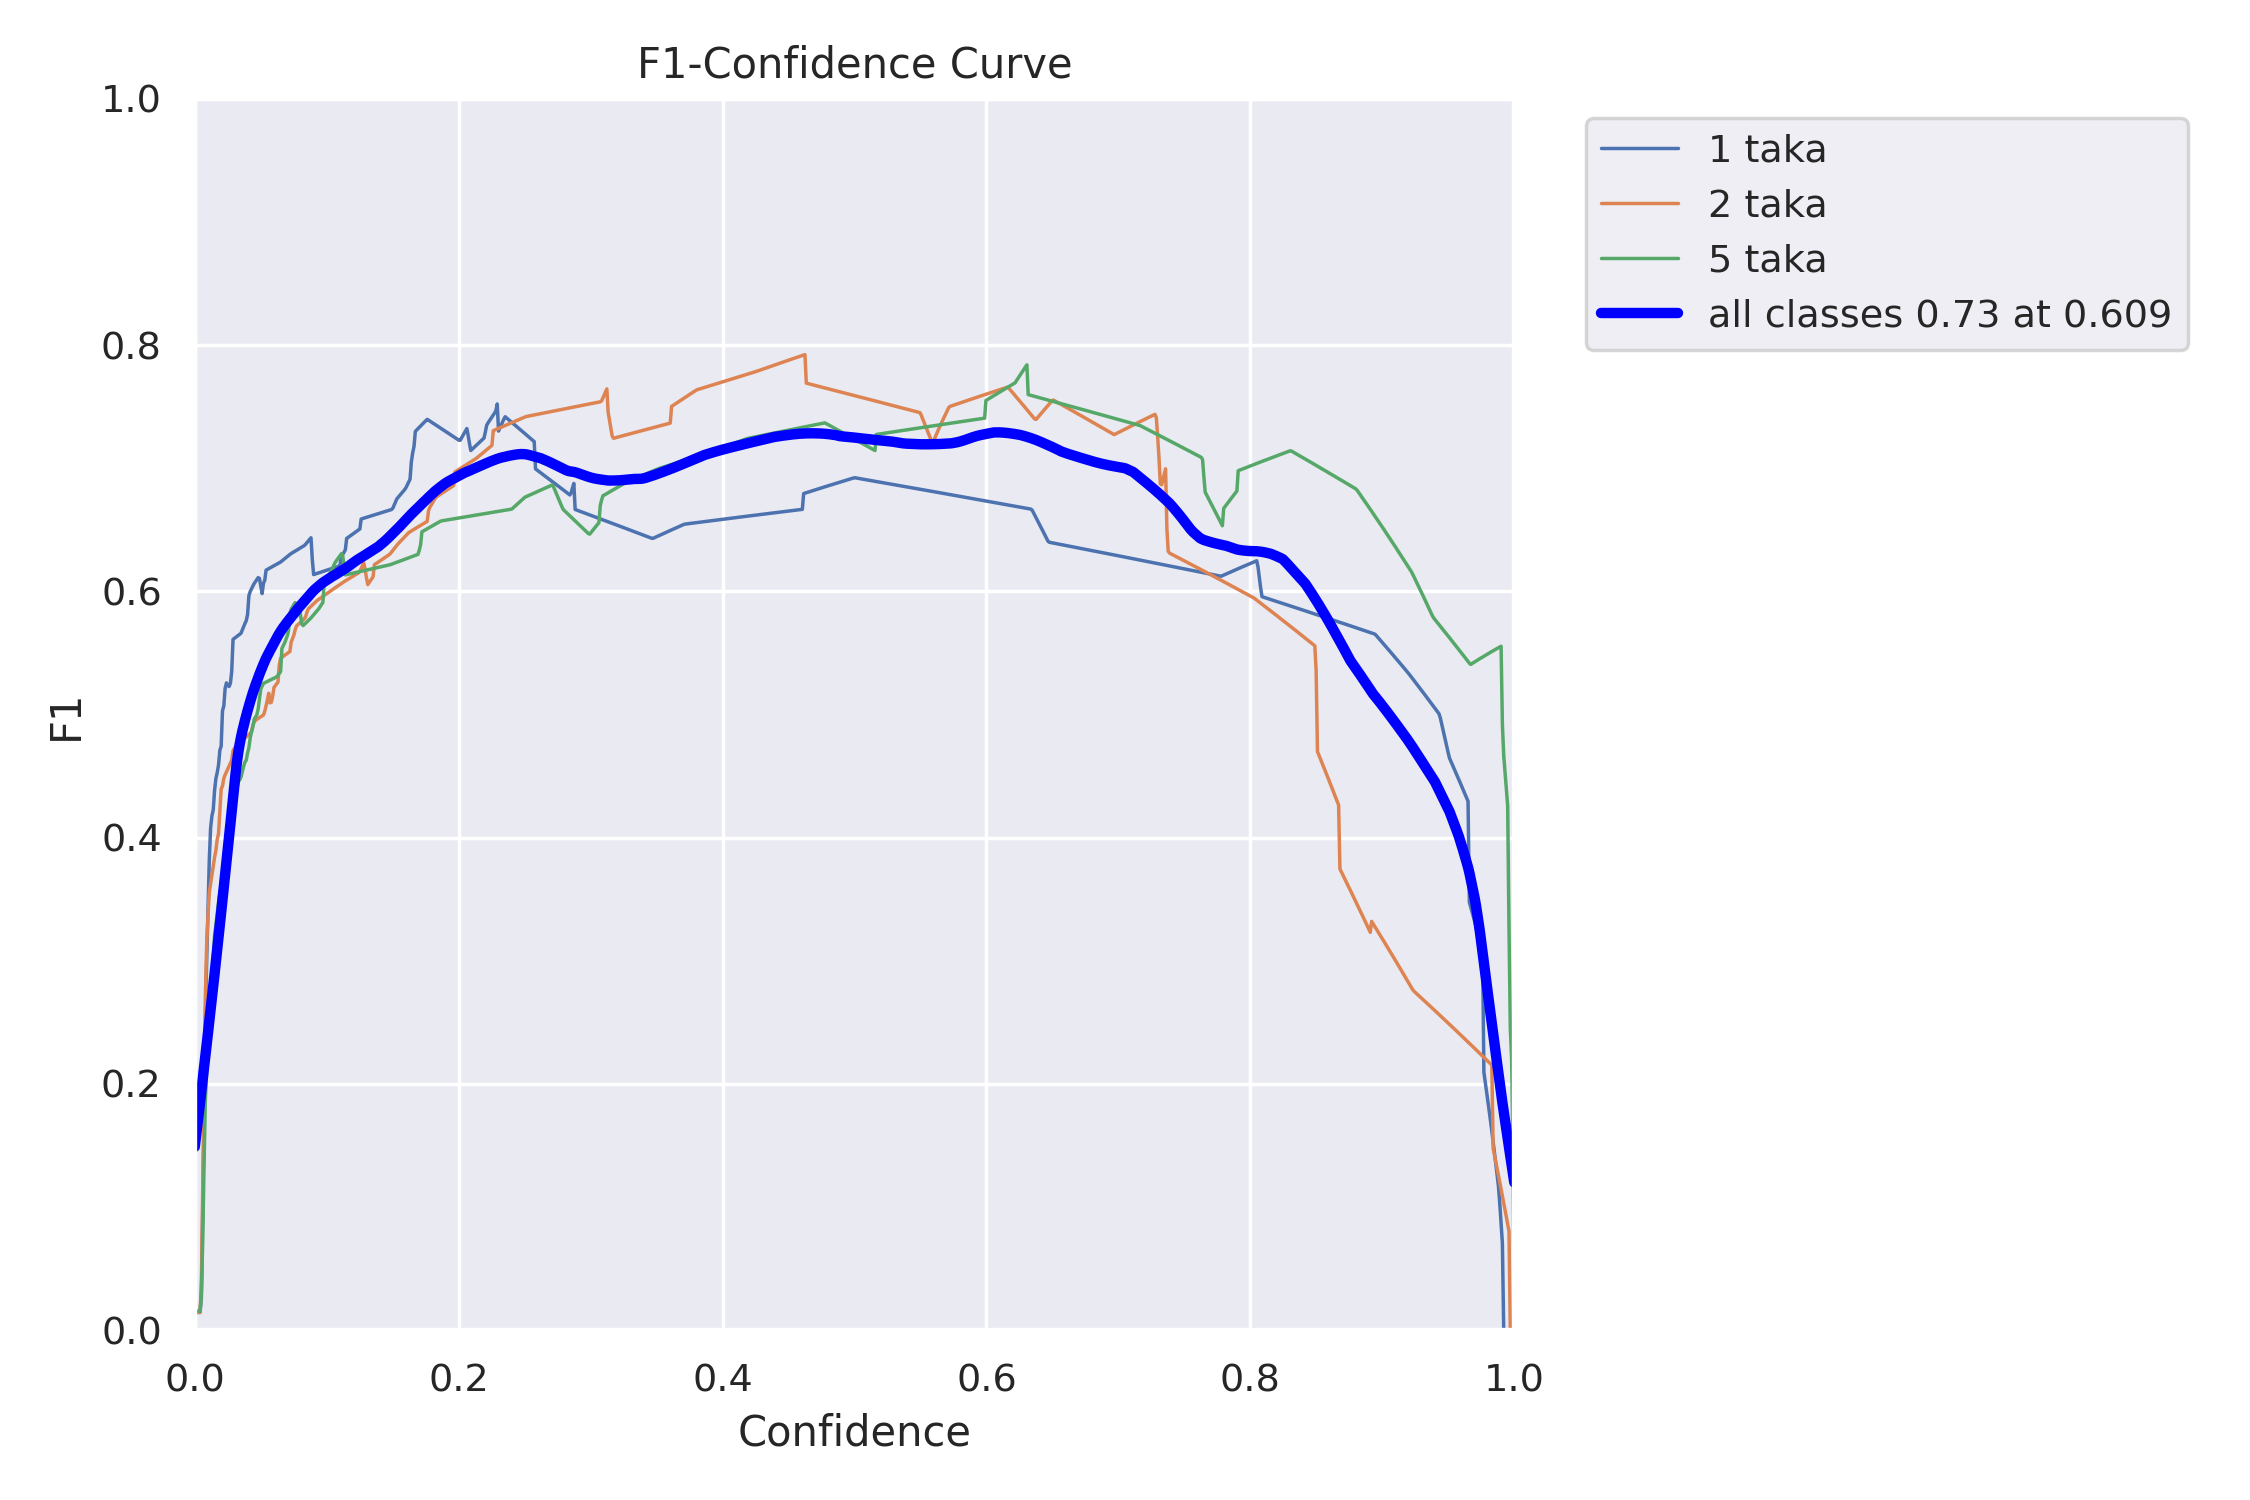 F1-Confidence Curve
1.0
0.8
0.6
0.4
0.2
0.0
F1
0.0 0.2 0.4 0.6 0.8 1.0
Confidence
1 taka
2 taka
5 taka
all classes 0.73 at 0.609